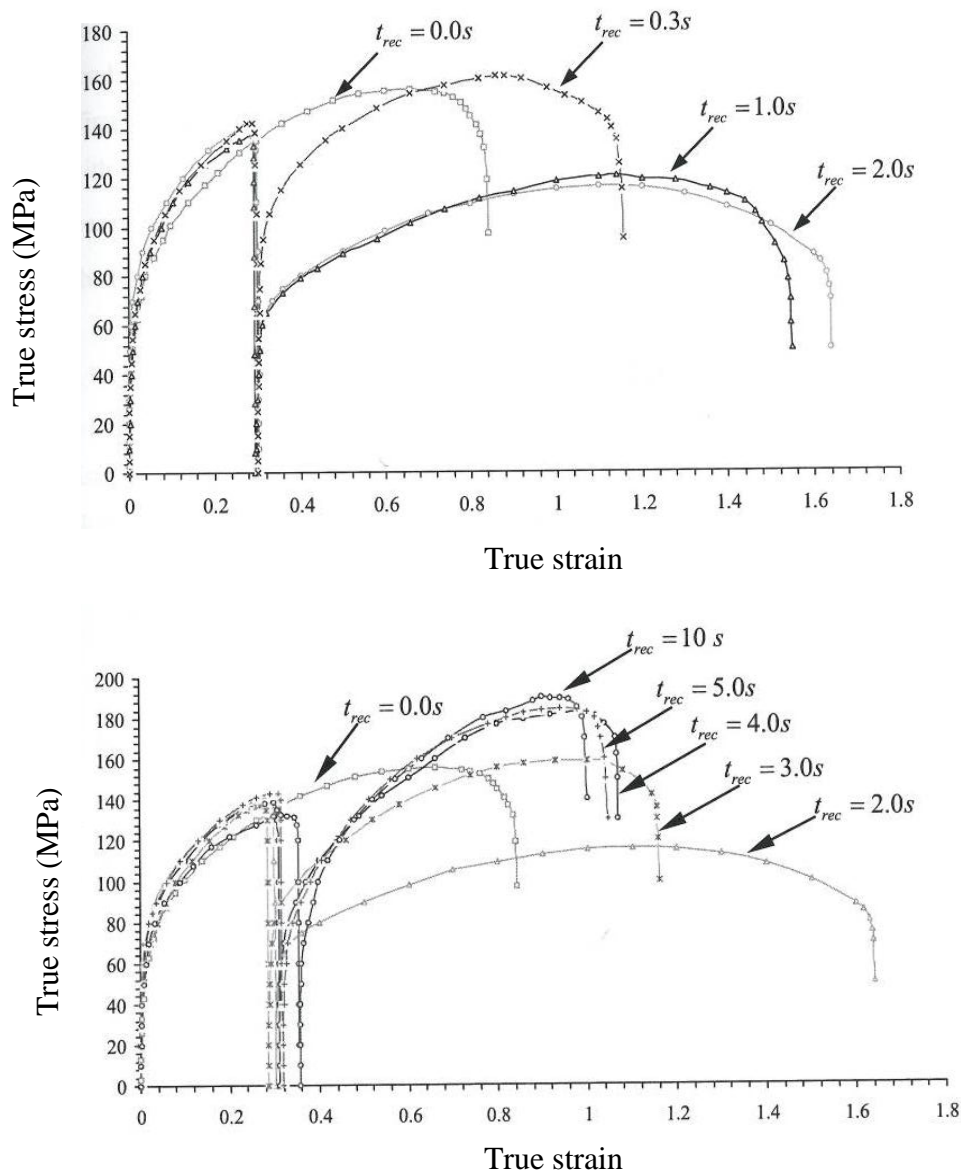 t_rec = 0.0s
0.3s
t_rec = 1.0s
t_rec = 2.0s
180
160
140
120
100
80
60
40
20
0
True stress (MPa)
0 0.2 0.4 0.6 0.8 1 1.2 1.4 1.6 1.8
True strain
t_rec = 10 s
t_rec = 0.0s
t_rec = 5.0s
t_rec = 4.0s
t_rec = 3.0s
t_rec = 2.0s
200
180
160
140
120
100
80
60
40
20
0
True stress (MPa)
0 0.2 0.4 0.6 0.8 1 1.2 1.4 1.6 1.8
True strain